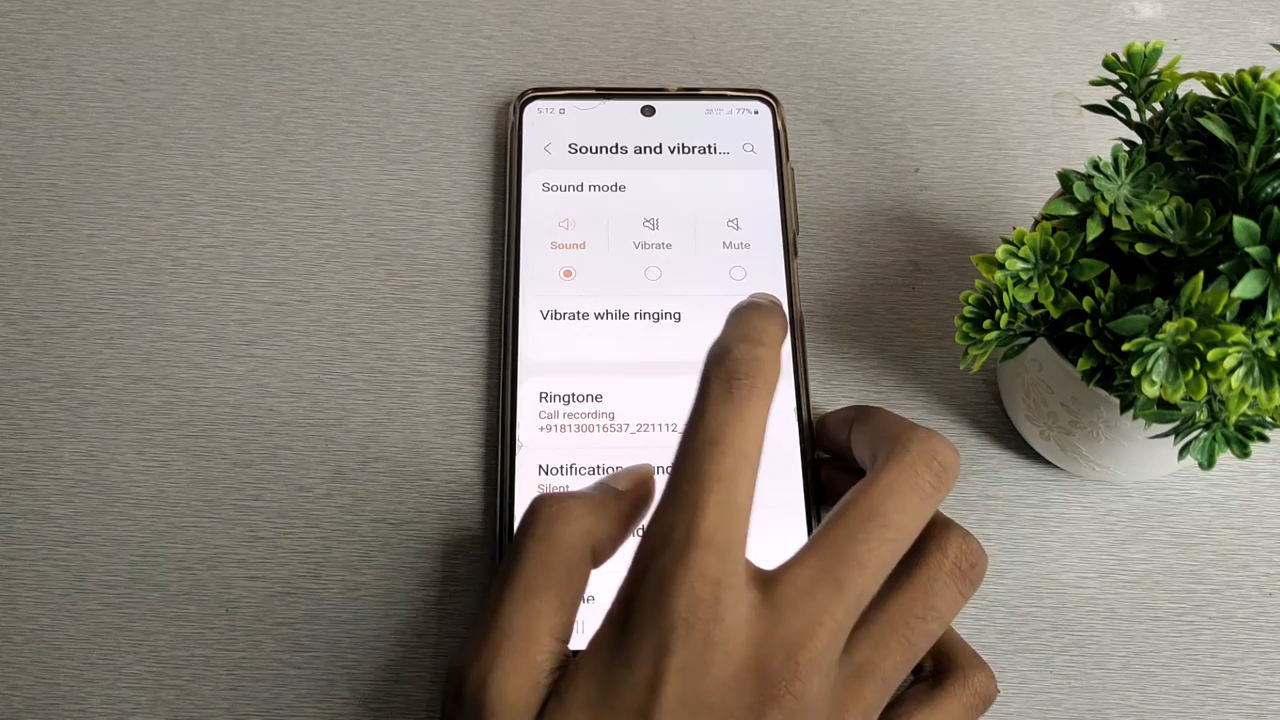 5:12
77%
Sounds and vibrati...
Sound mode
Sound
Vibrate
Mute
Vibrate while ringing
Ringtone
Call recording
+918130016537_221112_
Notification
Silent